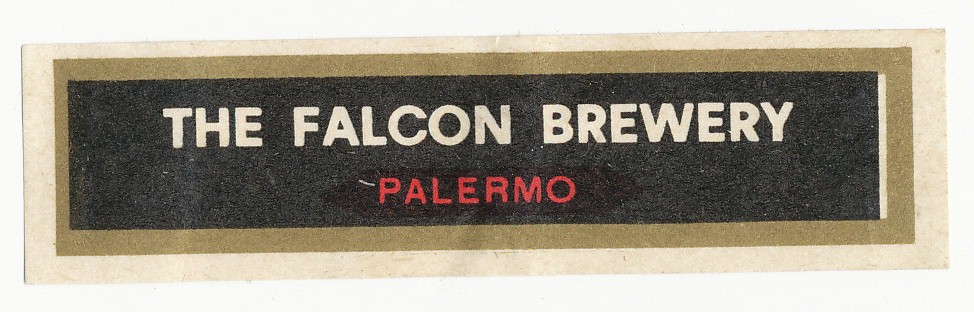 THE FALCON BREWERY
PALERMO